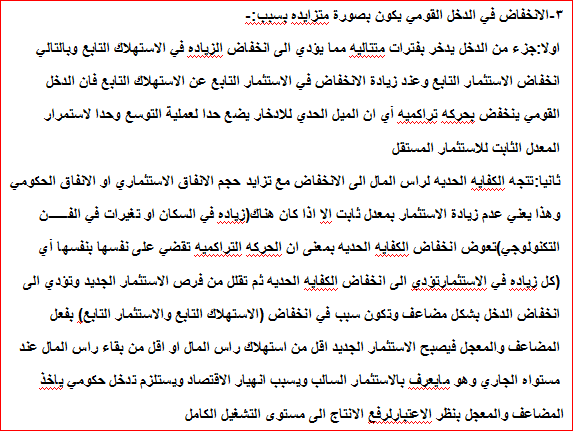 ٣-الانخفاض في الدخل القومي يكون بصورة متزايده بسبب:-
اولا:جزء من الدخل يدخر بفترات متتاليه مما يؤدي الى انخفاض الزياده في الاستهلاك التابع وبالتالي
انخفاض الاستثمار التابع وعند زيادة الانخفاض في الاستثمار التابع عن الاستهلاك التابع فان الدخل
القومي ينخفض بحركه تراكميه أي ان الميل الحدي للادخار يضع حدا لعملية التوسع وحدا لاستمرار
المعدل الثابت للاستثمار المستقل
ثانيا:تتجه الكفايه الحديه لراس المال الى الانخفاض مع تزايد حجم الانفاق الاستثماري او الانفاق الحكومي
وهذا يعني عدم زيادة الاستثمار بمعدل ثابت الا اذا كان هناك(زياده في السكان او تغيرات في الفـــــن
التكنولوجي)تعوض انخفاض الكفايه الحديه بمعنى ان الحركه التراكميه تقضي على نفسها بنفسها أي
(كل زياده في الاستثمارتؤدي الى انخفاض الكفايه الحديه ثم تقلل من فرص الاستثمار الجديد وتؤدي الى
انخفاض الدخل بشكل مضاعف وتكون سبب في انخفاض (الاستهلاك التابع والاستثمار التابع) بفعل
المضاعف والمعجل فيصبح الاستثمار الجديد اقل من استهلاك راس المال او اقل من بقاء راس المال عند
مستواه الجاري وهو مايعرف بالاستثمار السالب ويسبب انهيار الاقتصاد ويستلزم تدخل حكومي ياخذ
المضاعف والمعجل بنظر الاعتبارلرفع الانتاج الى مستوى التشغيل الكامل